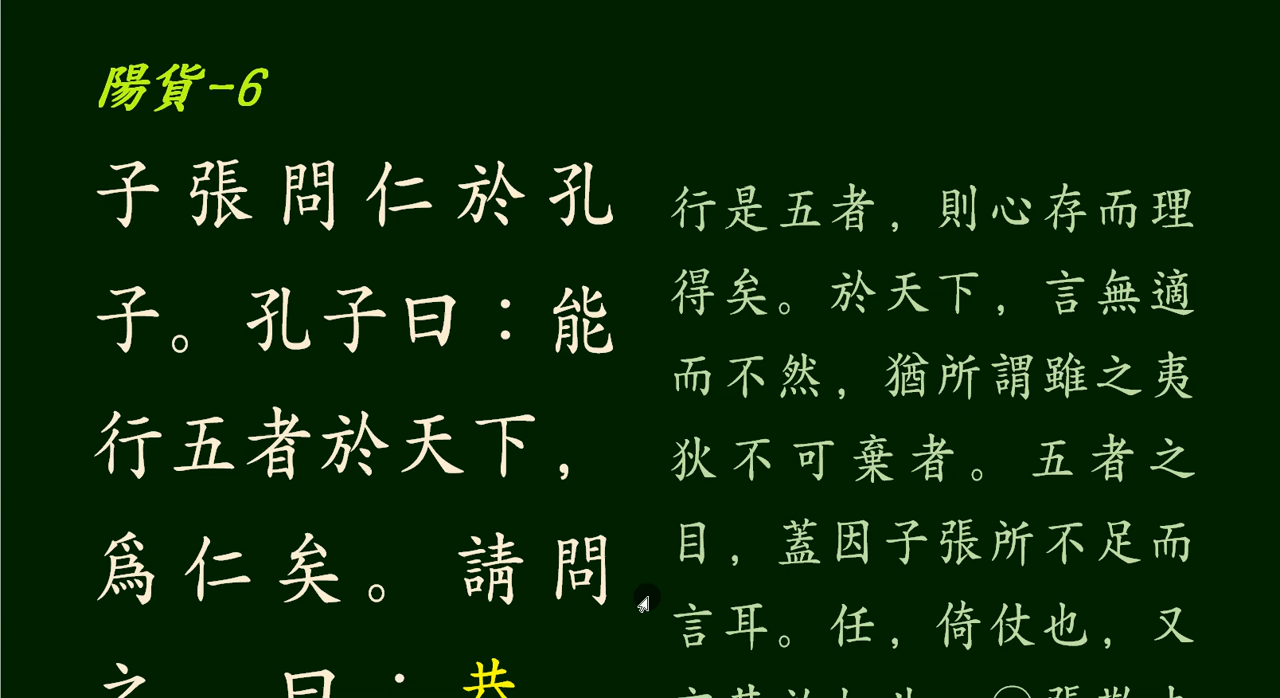 陽貨-6
子張問仁於孔
子。孔子曰：能
行五者於天下，
爲仁矣。請問
之 曰：恭
行是五者，則心存而理
得矣。於天下，言無適
而不然，猶所謂雖之夷
狄不可棄者。五者之
目，蓋因子張所不足而
言耳。任，倚仗也，又